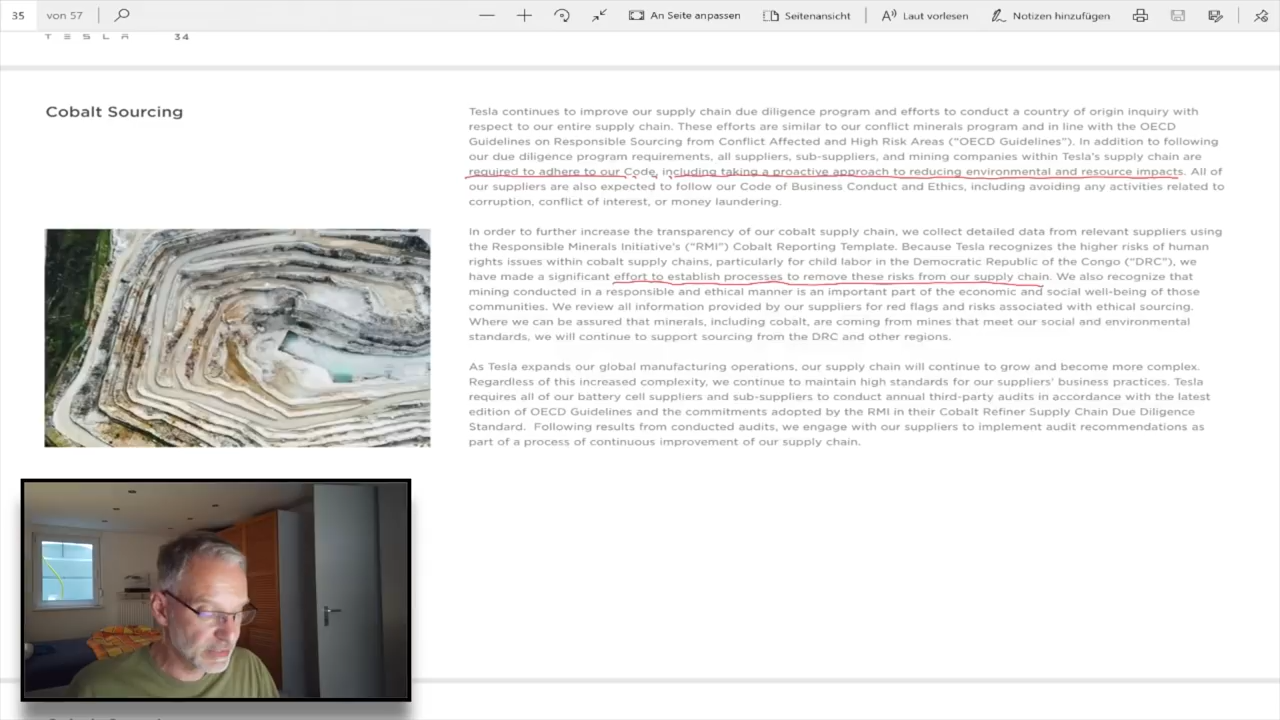 35 von 57 An Seite anpassen Seitenansicht Laut vorlesen Notizen hinzufügen
TESLA 34
Cobalt Sourcing
Tesla continues to improve our supply chain due diligence program and efforts to conduct a country of origin inquiry with
respect to our entire supply chain. These efforts are similar to our conflict minerals program and in line with the OECD
Guidelines on Responsible Sourcing from Conflict Affected and High Risk Areas (“OECD Guidelines”). In addition to following
our due diligence program requirements, all suppliers, sub-suppliers, and mining companies within Tesla's supply chain are
required to adhere to our Code, including taking a proactive approach to reducing environmental and resource impacts. All of
our suppliers are also expected to follow our Code of Business Conduct and Ethics, including avoiding any activities related to
corruption, conflict of interest, or money laundering.
In order to further increase the transparency of our cobalt supply chain, we collect detailed data from relevant suppliers using
the Responsible Minerals Initiative's (“RMI”) Cobalt Reporting Template. Because Tesla recognizes the higher risks of human
rights issues within cobalt supply chains, particularly for child labor in the Democratic Republic of the Congo (“DRC”), we
have made a significant effort to establish processes to remove these risks from our supply chain. We also recognize that
mining conducted in a responsible and ethical manner is an important part of the economic and social well-being of those
communities. We review all information provided by our suppliers for red flags and risks associated with ethical sourcing.
Where we can be assured that minerals, including cobalt, are coming from mines that meet our social and environmental
standards, we will continue to support sourcing from the DRC and other regions.
As Tesla expands our global manufacturing operations, our supply chain will continue to grow and become more complex.
Regardless of this increased complexity, we continue to maintain high standards for our suppliers' business practices. Tesla
requires all of our battery cell suppliers and sub-suppliers to conduct annual third-party audits in accordance with the latest
edition of OECD Guidelines and the commitments adopted by the RMI in their Cobalt Refiner Supply Chain Due Diligence
Standard. Following results from conducted audits, we engage with our suppliers to implement audit recommendations as
part of a process of continuous improvement of our supply chain.